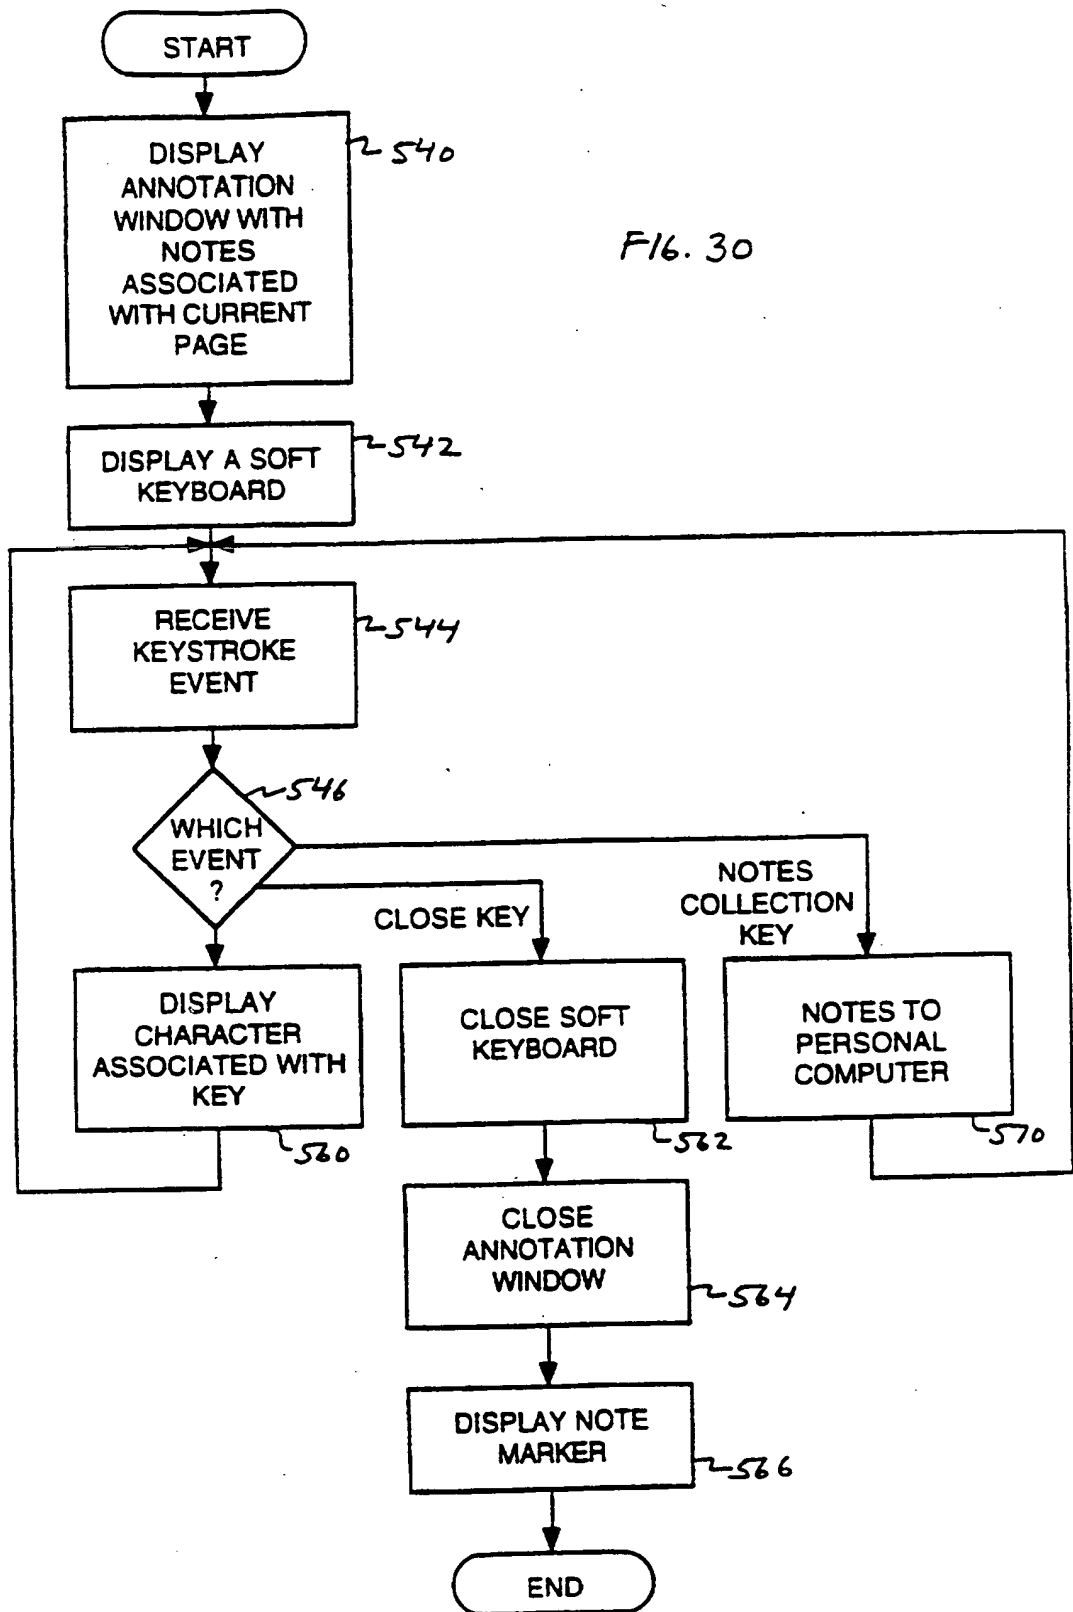 START
DISPLAY
ANNOTATION
WINDOW WITH
NOTES
ASSOCIATED
WITH CURRENT
PAGE
540
FIG. 30
DISPLAY A SOFT
KEYBOARD
542
RECEIVE
KEYSTROKE
EVENT
544
WHICH
EVENT
?
546
CLOSE KEY
NOTES
COLLECTION
KEY
DISPLAY
CHARACTER
ASSOCIATED WITH
KEY
560
CLOSE SOFT
KEYBOARD
562
NOTES TO
PERSONAL
COMPUTER
570
CLOSE
ANNOTATION
WINDOW
564
DISPLAY NOTE
MARKER
566
END